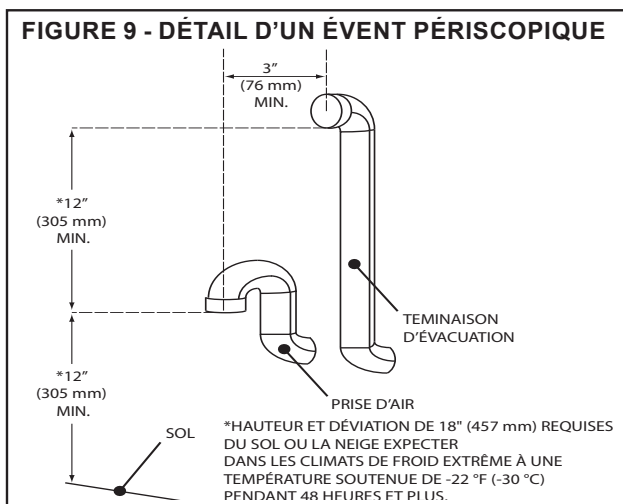 FIGURE 9 - DÉTAIL D’UN ÉVENT PÉRISCOPIQUE
3”
(76 mm)
MIN.
*12”
(305 mm)
MIN.
TEMINAISON
D’ÉVACUATION
*12”
(305 mm)
MIN.
PRISE D’AIR
SOL
*HAUTEUR ET DÉVIATION DE 18" (457 mm) REQUISES
DU SOL OU LA NEIGE EXPECTER
DANS LES CLIMATS DE FROID EXTRÊME À UNE
TEMPÉRATURE SOUTENUE DE -22 °F (-30 °C)
PENDANT 48 HEURES ET PLUS.